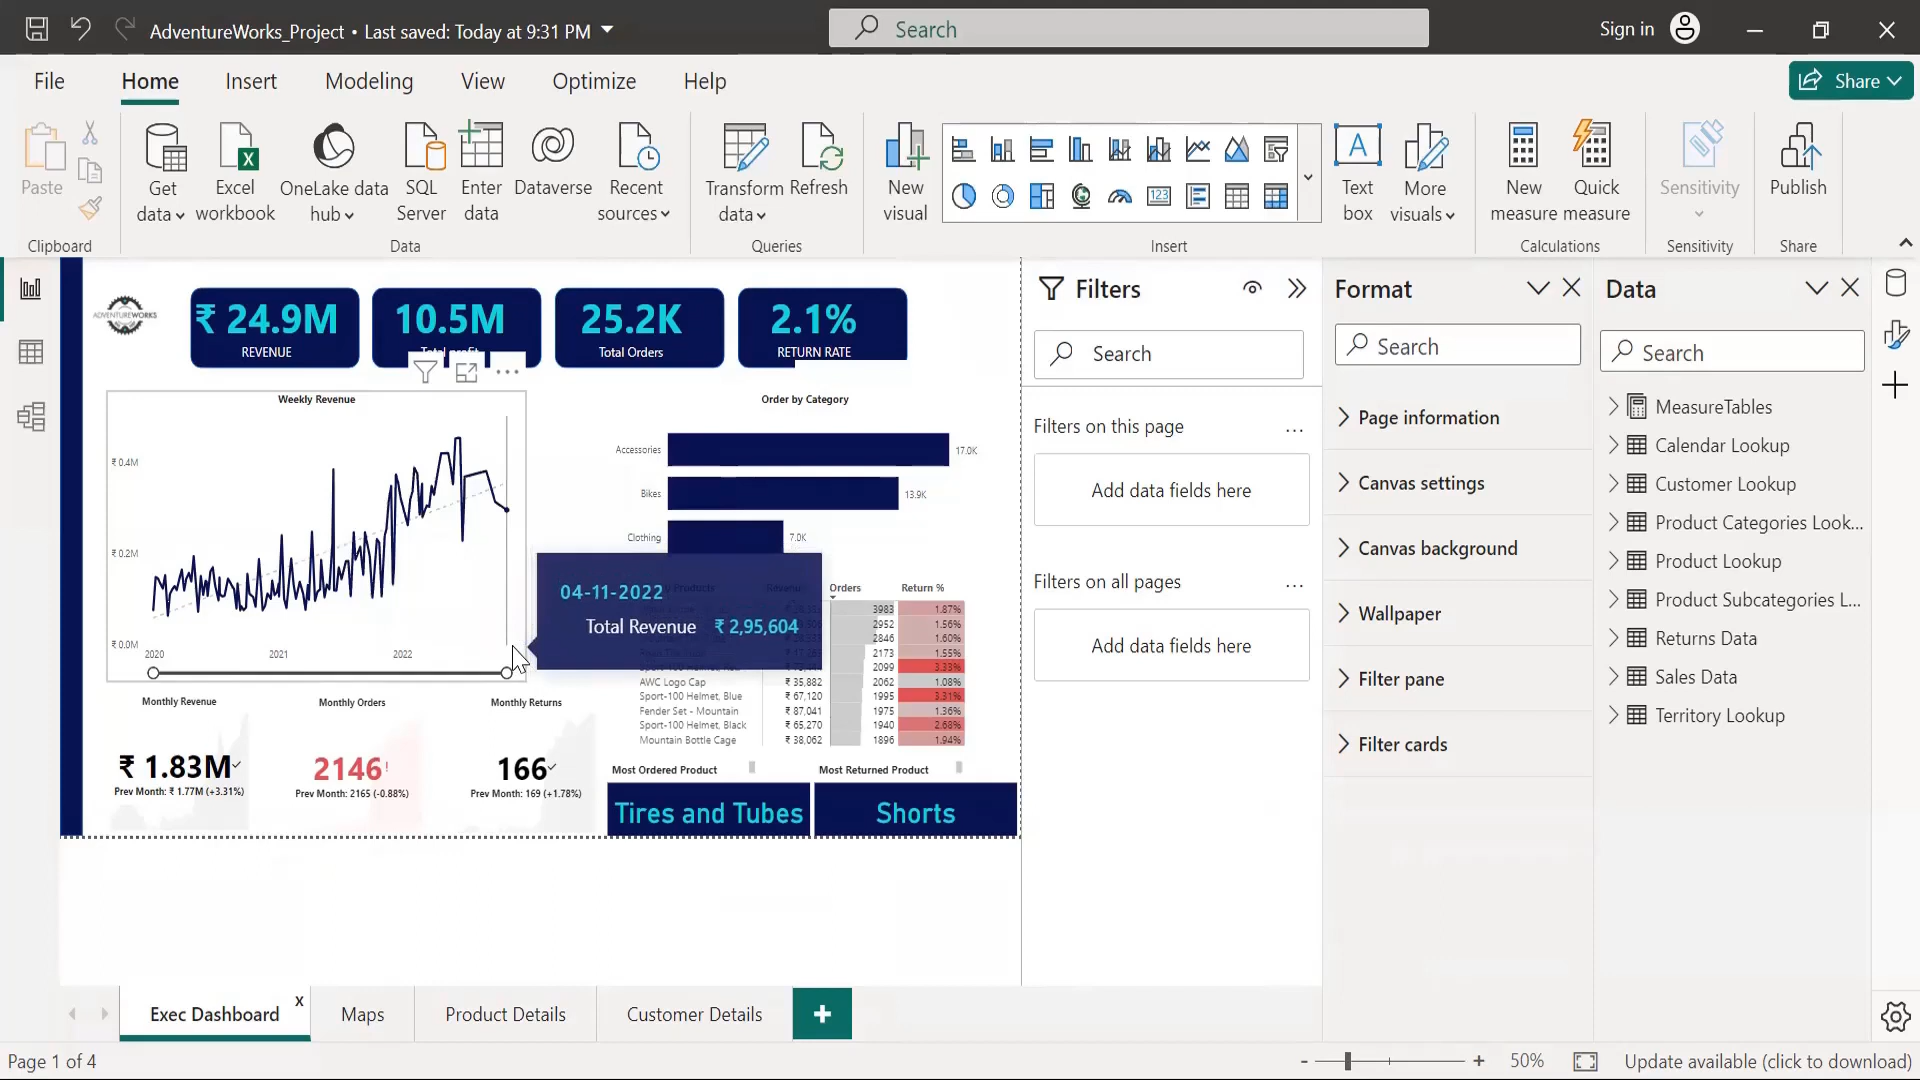 AdventureWorks_Project • Last saved: Today at 9:31 PM
Search
Sign in
File
Home
Insert
Modeling
View
Optimize
Help
Share
Paste
Get data
Excel workbook
OneLake data hub
SQL Server
Enter data
Dataverse
Recent sources
Transform data
Refresh
New visual
Text box
More visuals
New measure
Quick measure
Sensitivity
Publish
Clipboard
Data
Queries
Insert
Calculations
Sensitivity
Share
ADVENTUREWORKS
₹ 24.9M
REVENUE
10.5M
25.2K
Total Orders
2.1%
RETURN RATE
Weekly Revenue
₹ 0.4M
₹ 0.2M
₹ 0.0M
2020
2021
2022
Order by Category
Accessories
17.0K
Bikes
13.9K
Clothing
7.0K
04-11-2022
Total Revenue ₹ 2,95,604
Orders
Return %
3983 1.87%
2952 1.56%
2846 1.60%
2173 1.55%
2099 3.33%
AWC Logo Cap ₹ 35,882 2062 1.08%
Sport-100 Helmet, Blue ₹ 67,120 1995 3.31%
Fender Set - Mountain ₹ 87,041 1975 1.36%
Sport-100 Helmet, Black ₹ 65,270 1940 2.68%
Mountain Bottle Cage ₹ 38,062 1896 1.94%
Monthly Revenue
₹ 1.83M
Prev Month: ₹ 1.77M (+3.31%)
Monthly Orders
2146!
Prev Month: 2165 (-0.88%)
Monthly Returns
166
Prev Month: 169 (+1.78%)
Most Ordered Product
Tires and Tubes
Most Returned Product
Shorts
Filters
Search
Filters on this page
...
Add data fields here
Filters on all pages
...
Add data fields here
Format
Search
Page information
Canvas settings
Canvas background
Wallpaper
Filter pane
Filter cards
Data
Search
MeasureTables
Calendar Lookup
Customer Lookup
Product Categories Look...
Product Lookup
Product Subcategories L...
Returns Data
Sales Data
Territory Lookup
Exec Dashboard
x
Maps
Product Details
Customer Details
+
Page 1 of 4
- + 50%
Update available (click to download)